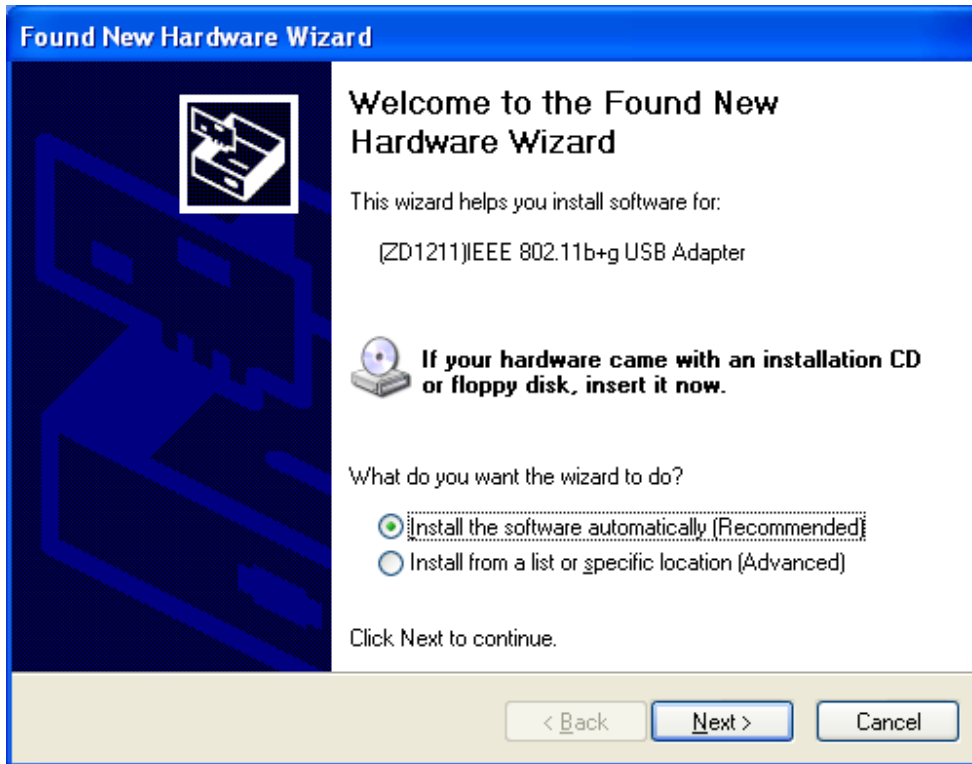 Found New Hardware Wizard
Welcome to the Found New
Hardware Wizard
This wizard helps you install software for:
(ZD1211)IEEE 802.11b+g USB Adapter
If your hardware came with an installation CD
or floppy disk, insert it now.
What do you want the wizard to do?
Install the software automatically (Recommended)
Install from a list or specific location (Advanced)
Click Next to continue.
< Back Next > Cancel